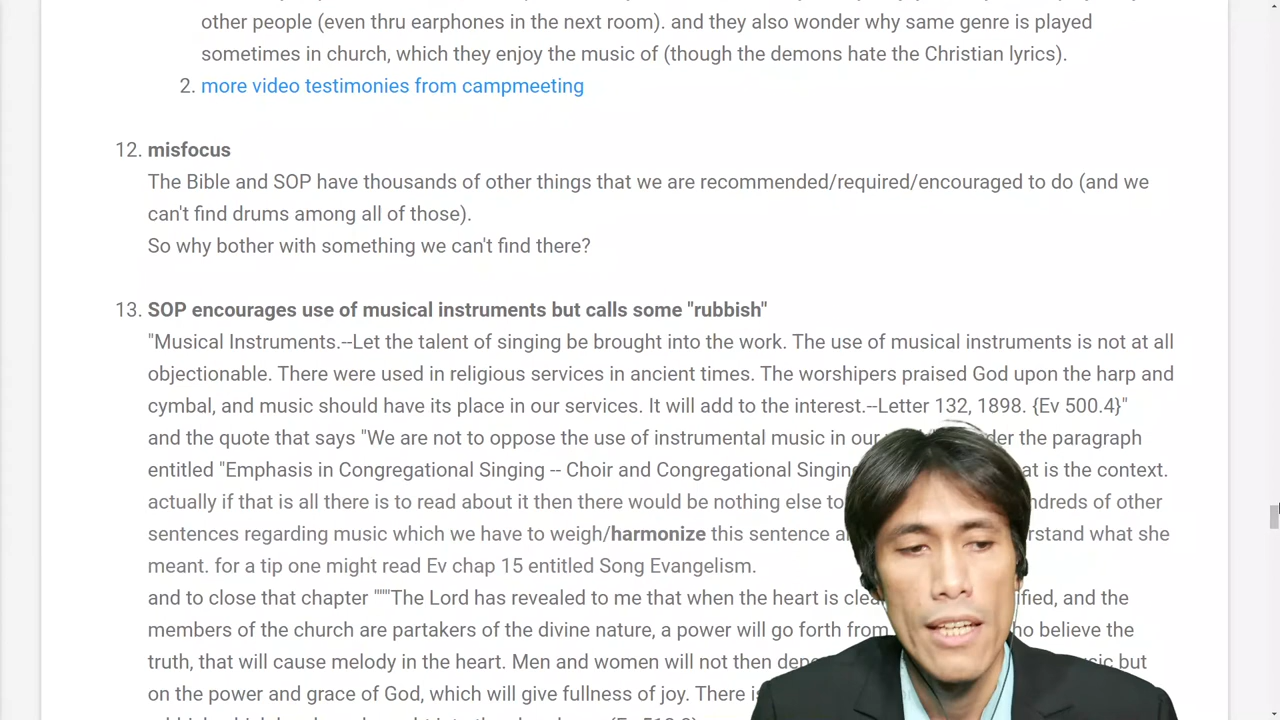 other people (even thru earphones in the next room). and they also wonder why same genre is played
sometimes in church, which they enjoy the music of (though the demons hate the Christian lyrics).
2. more video testimonies from campmeeting
12. misfocus
The Bible and SOP have thousands of other things that we are recommended/required/encouraged to do (and we
can't find drums among all of those).
So why bother with something we can't find there?
13. SOP encourages use of musical instruments but calls some "rubbish"
"Musical Instruments.--Let the talent of singing be brought into the work. The use of musical instruments is not at all
objectionable. There were used in religious services in ancient times. The worshipers praised God upon the harp and
cymbal, and music should have its place in our services. It will add to the interest.--Letter 132, 1898. {Ev 500.4}"
and the quote that says "We are not to oppose the use of instrumental music in our the paragraph
entitled "Emphasis in Congregational Singing -- Choir and Congregational Singing is the context.
actually if that is all there is to read about it then there would be nothing else to of other
sentences regarding music which we have to weigh/harmonize this sentence what she
meant. for a tip one might read Ev chap 15 entitled Song Evangelism.
and to close that chapter """The Lord has revealed to me that when the heart is and the
members of the church are partakers of the divine nature, a power will go forth from believe the
truth, that will cause melody in the heart. Men and women will not then but
on the power and grace of God, which will give fullness of joy. There